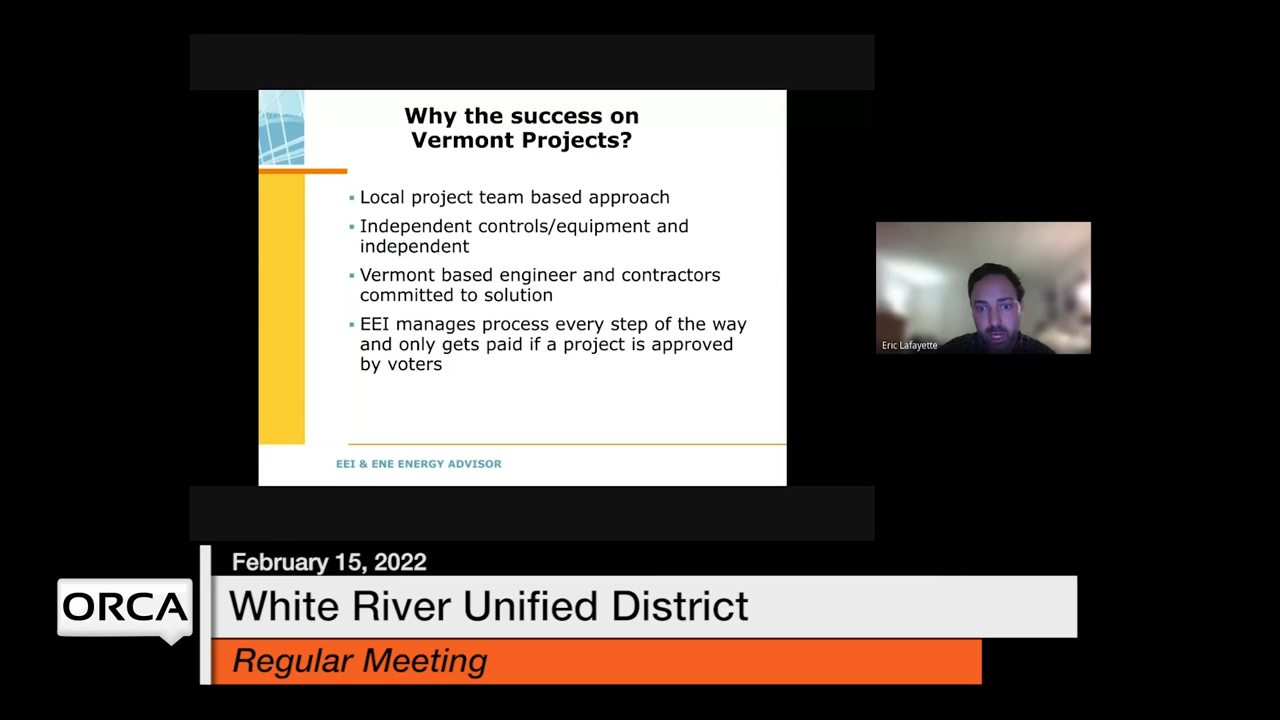 Why the success on
Vermont Projects?
Local project team based approach
Independent controls/equipment and
independent
Vermont based engineer and contractors
committed to solution
EEI manages process every step of the way
and only gets paid if a project is approved
by voters
EEI & ENE ENERGY ADVISOR
Eric Lafayette
February 15, 2022
ORCA
White River Unified District
Regular Meeting